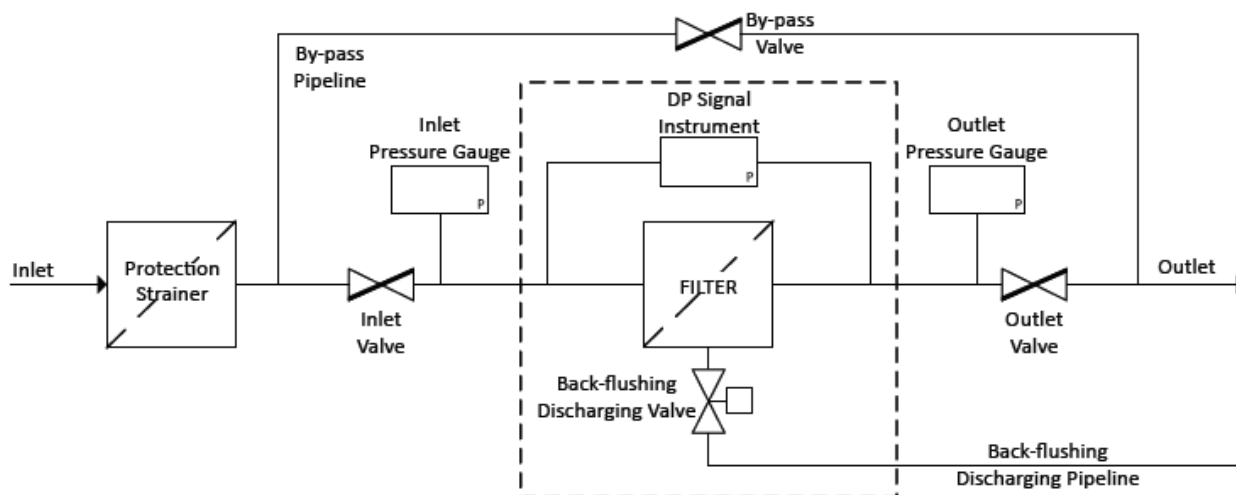 By-pass
Valve
By-pass
Pipeline
DP Signal
Instrument
P
Inlet
Pressure Gauge
P
Outlet
Pressure Gauge
P
Inlet
Protection
Strainer
Inlet
Valve
FILTER
Outlet
Valve
Outlet
Back-flushing
Discharging Valve
Back-flushing
Discharging Pipeline